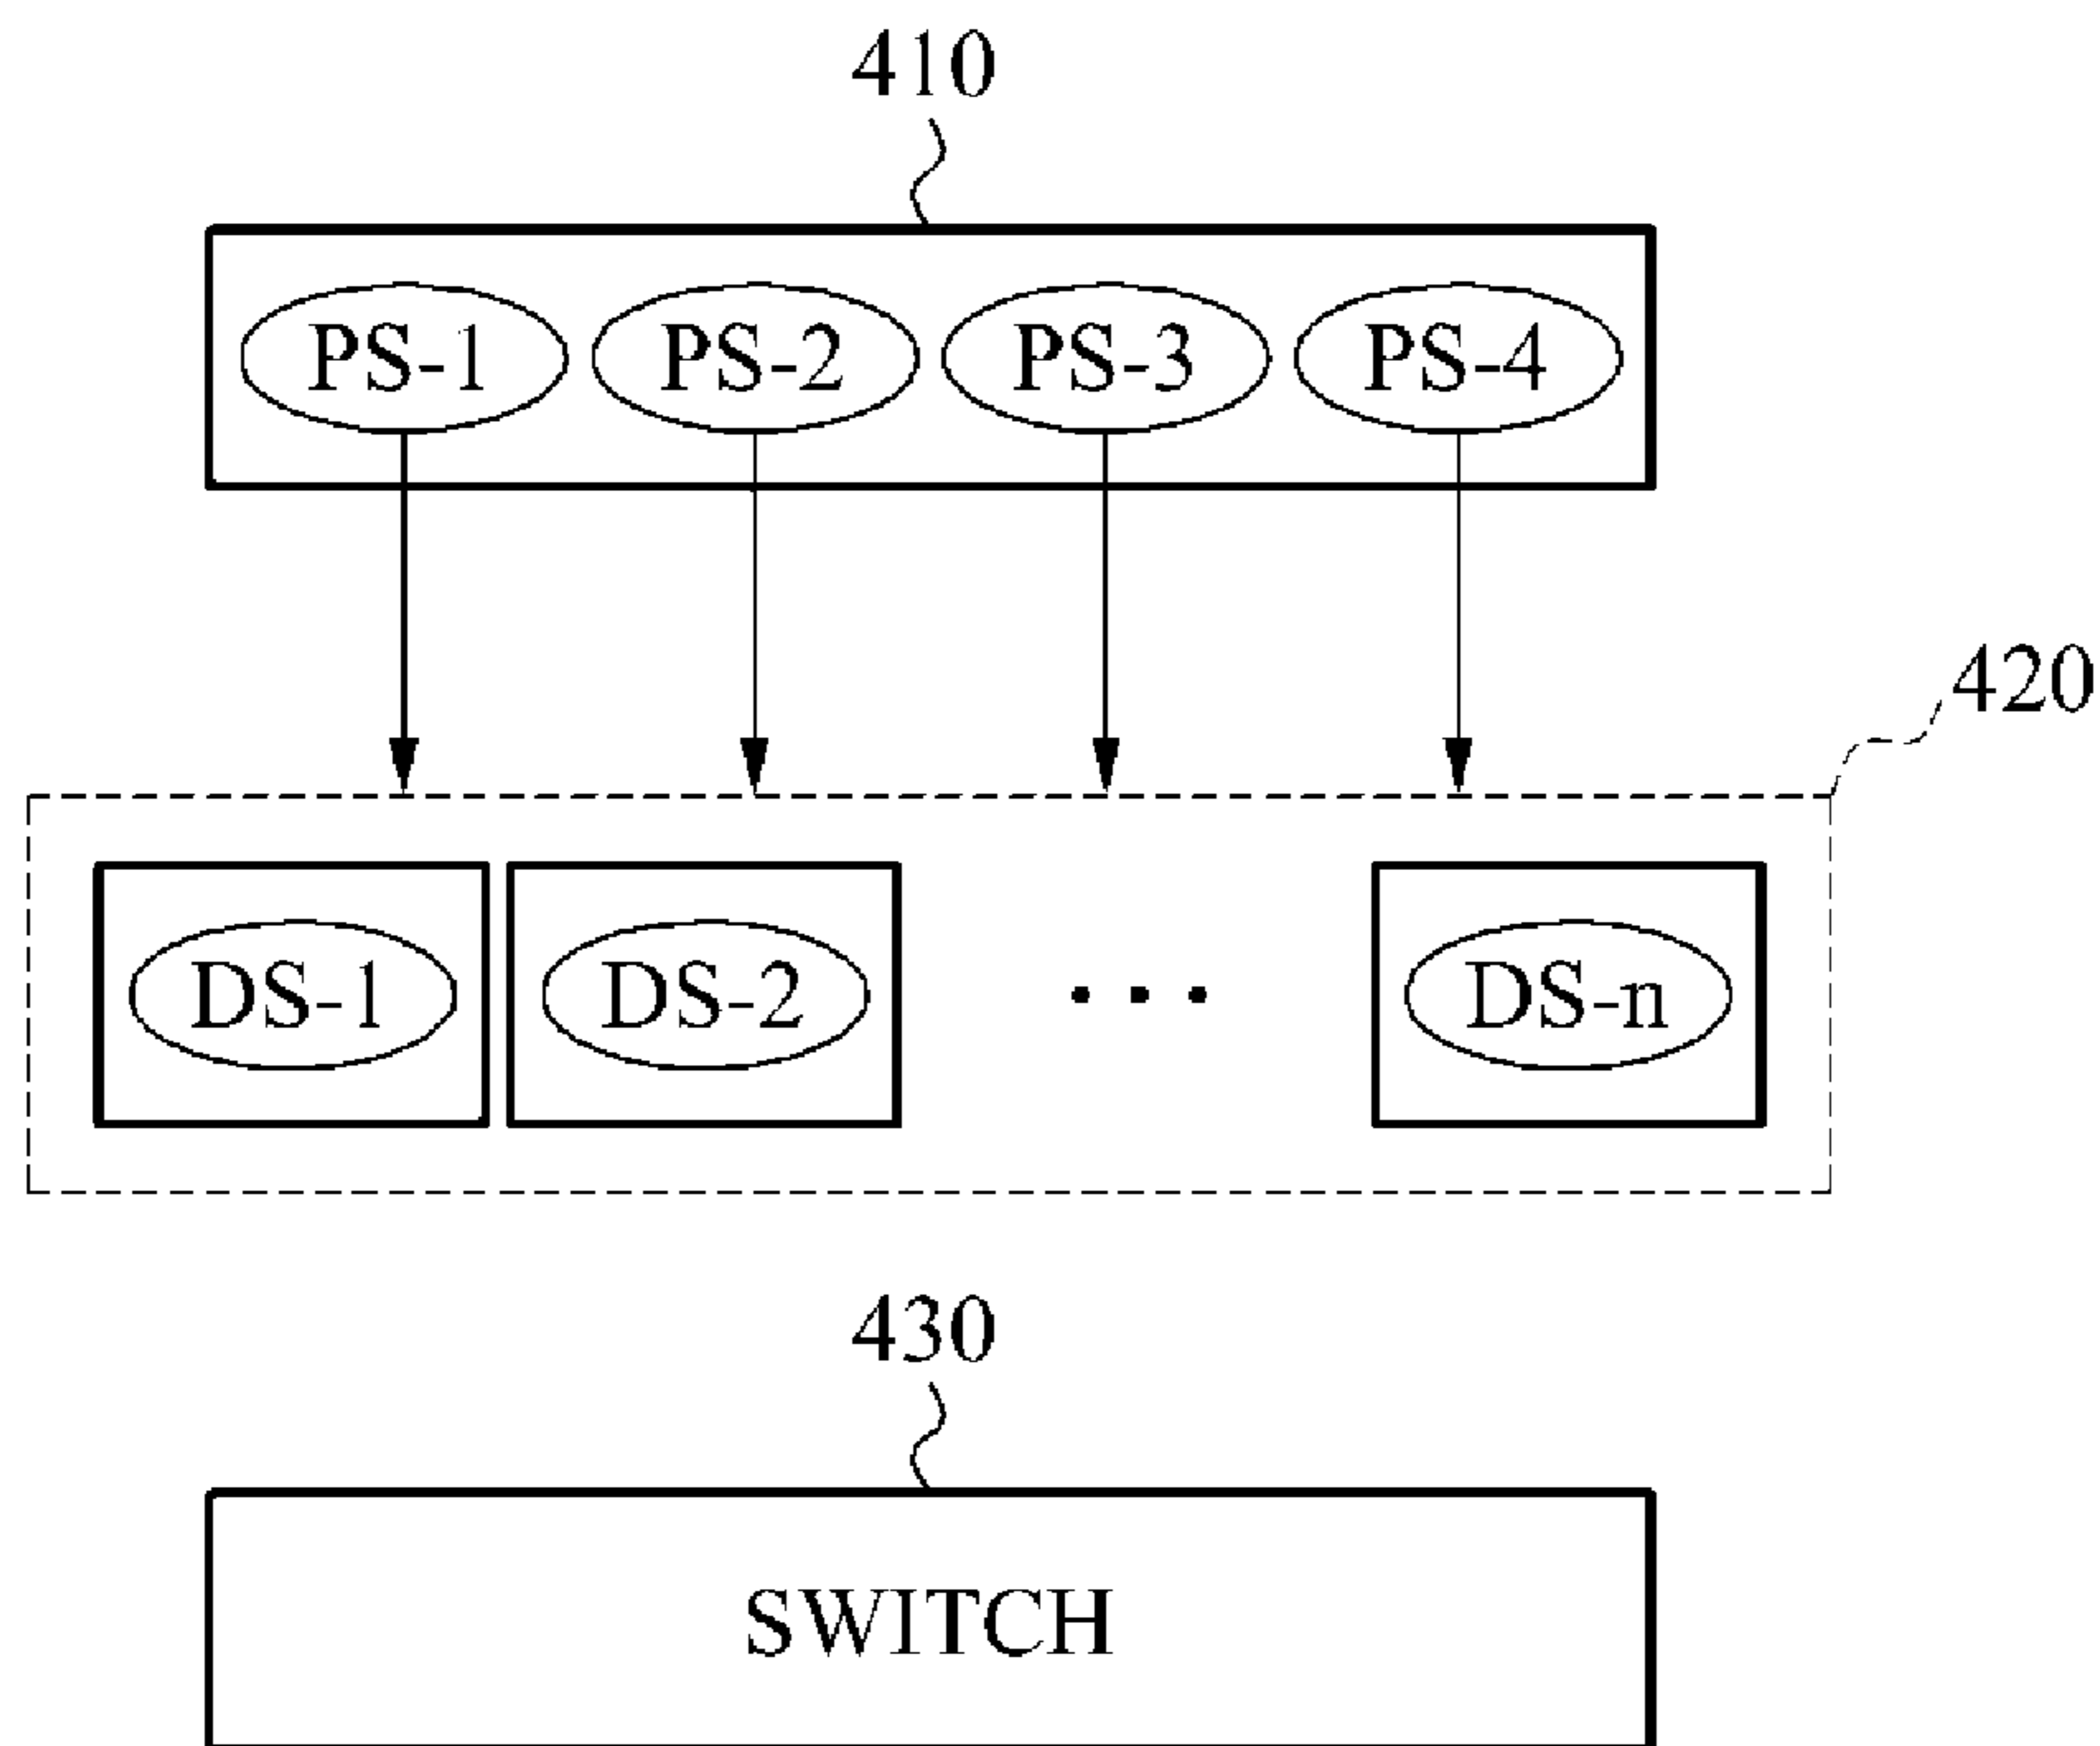 410
PS-1 PS-2 PS-3 PS-4
420
DS-1 DS-2 ··· DS-n
430
SWITCH